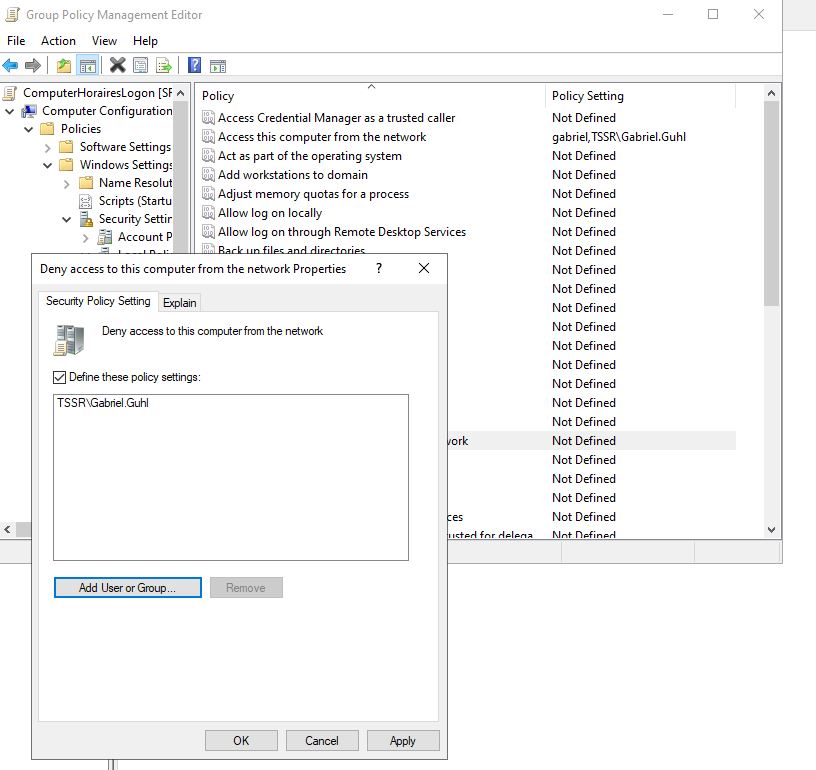 Group Policy Management Editor
File Action View Help
ComputerHorairesLogon [SF
Computer Configuration
Policies
Software Settings
Windows Settings
Name Resolut
Scripts (Startu
Security Settin
Account P
Policy Policy Setting
Access Credential Manager as a trusted caller Not Defined
Access this computer from the network gabriel,TSSR\Gabriel.Guhl
Act as part of the operating system Not Defined
Add workstations to domain Not Defined
Adjust memory quotas for a process Not Defined
Allow log on locally Not Defined
Allow log on through Remote Desktop Services Not Defined
Back up files and directories Not Defined
Not Defined
Not Defined
Not Defined
Not Defined
Not Defined
Not Defined
Not Defined
Not Defined
Not Defined
work Not Defined
Not Defined
Not Defined
Not Defined
ces Not Defined
usted for delega... Not Defined
Deny access to this computer from the network Properties ?
Security Policy Setting Explain
Deny access to this computer from the network
Define these policy settings:
TSSR\Gabriel.Guhl
Add User or Group... Remove
OK Cancel Apply